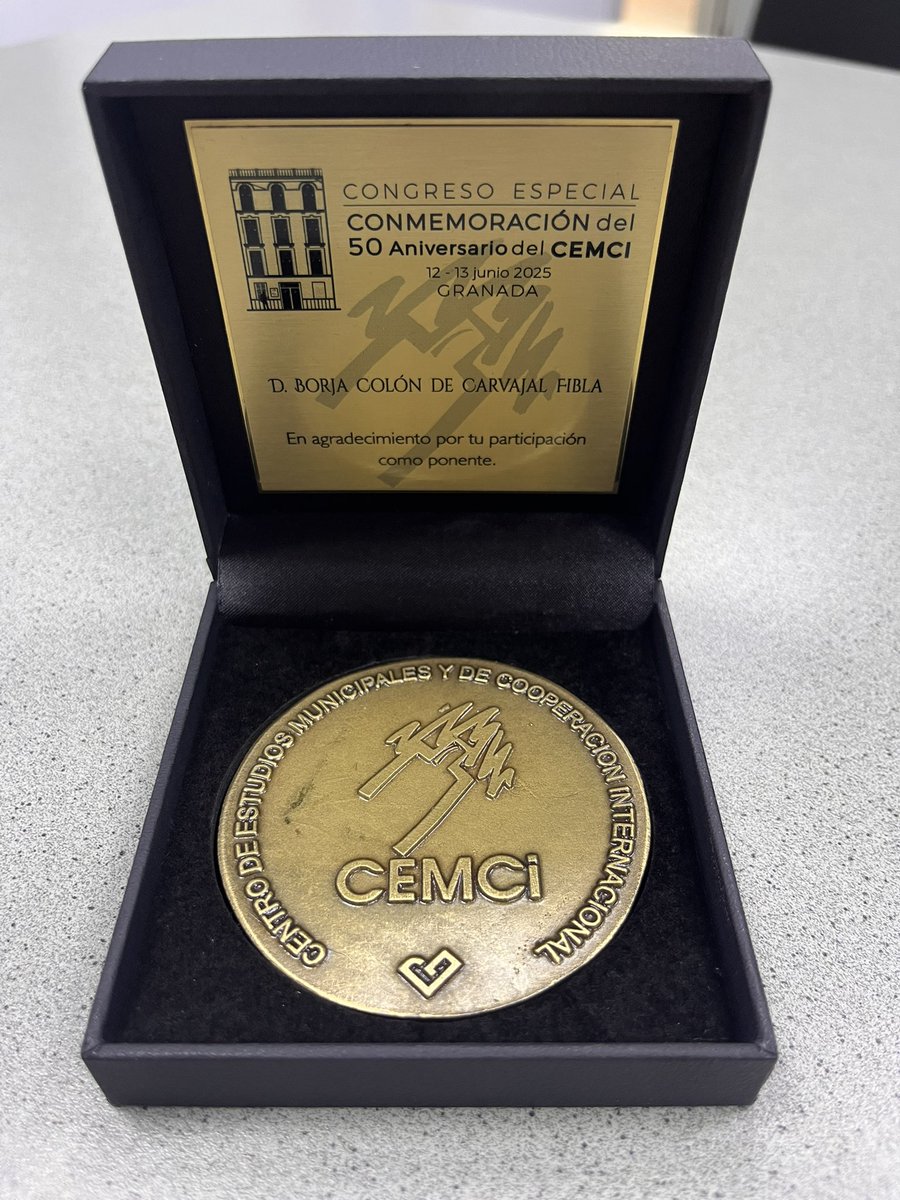 CONGRESO ESPECIAL
CONMEMORACIÓN del
50 Aniversario del CEMCI
12 - 13 junio 2025
GRANADA
D. BORJA COLÓN DE CARVAJAL FIBLA
En agradecimiento por tu participación
como ponente.
CENTRO DE ESTUDIOS MUNICIPALES Y DE COOPERACION INTERNACIONAL
CEMCi